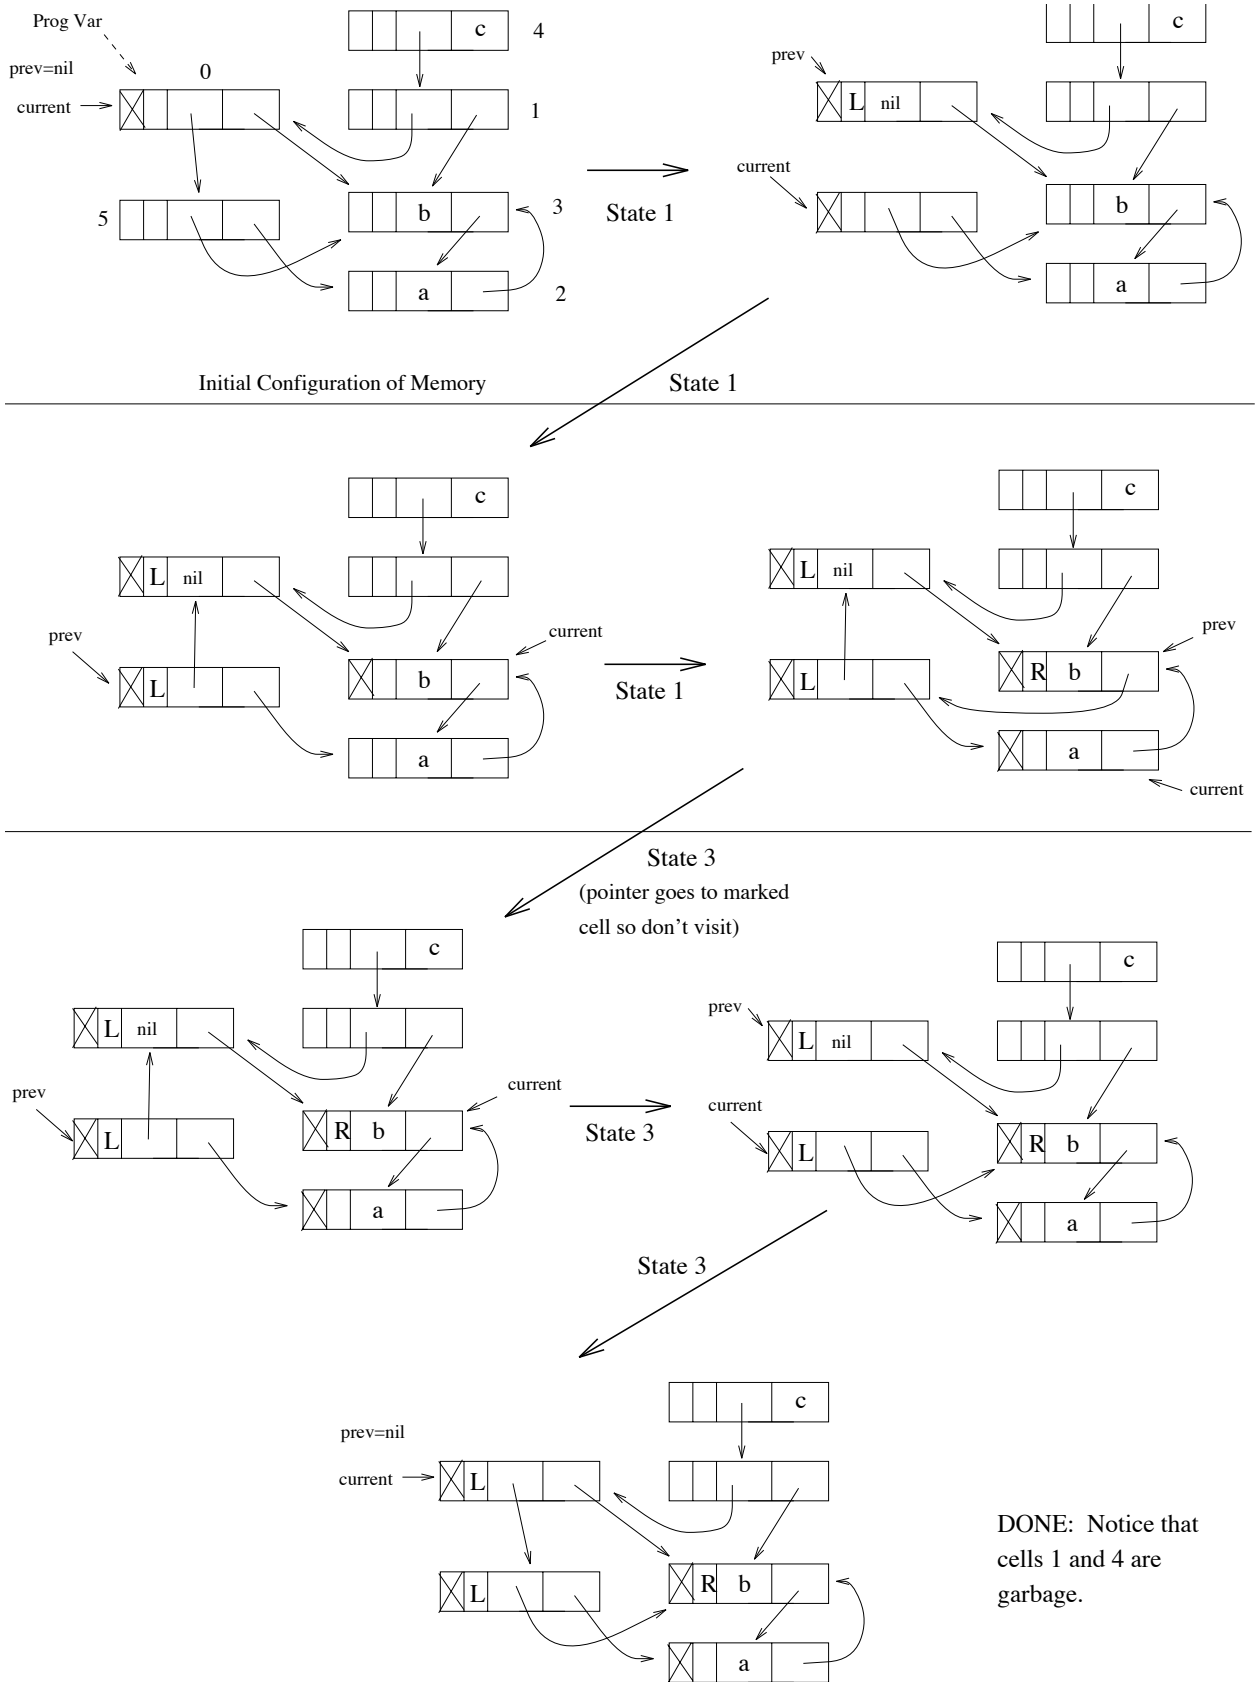 Prog Var
c
4
prev=nil
0
current
1
5
b
3
a
2
State 1
c
prev
L
nil
current
b
a
Initial Configuration of Memory
State 1
c
L
nil
prev
current
L
b
a
State 1
c
L
nil
prev
L
R
b
a
current
State 3
(pointer goes to marked
cell so don't visit)
c
L
nil
prev
current
L
R
b
a
State 3
c
prev
L
nil
current
L
R
b
a
State 3
c
prev=nil
current
L
L
R
b
a
DONE: Notice that
cells 1 and 4 are
garbage.